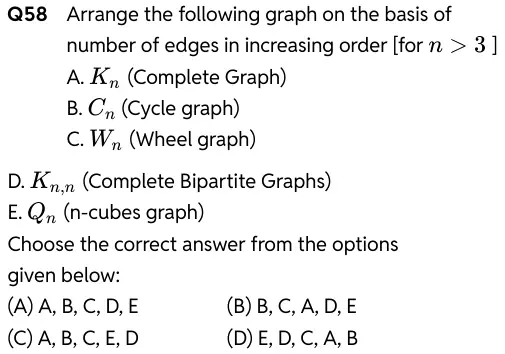 Q58 Arrange the following graph on the basis of
number of edges in increasing order [for n > 3 ]
A. Kₙ (Complete Graph)
B. Cₙ (Cycle graph)
C. Wₙ (Wheel graph)
D. Kₙ,ₙ (Complete Bipartite Graphs)
E. Qₙ (n-cubes graph)
Choose the correct answer from the options
given below:
(A) A, B, C, D, E (B) B, C, A, D, E
(C) A, B, C, E, D (D) E, D, C, A, B